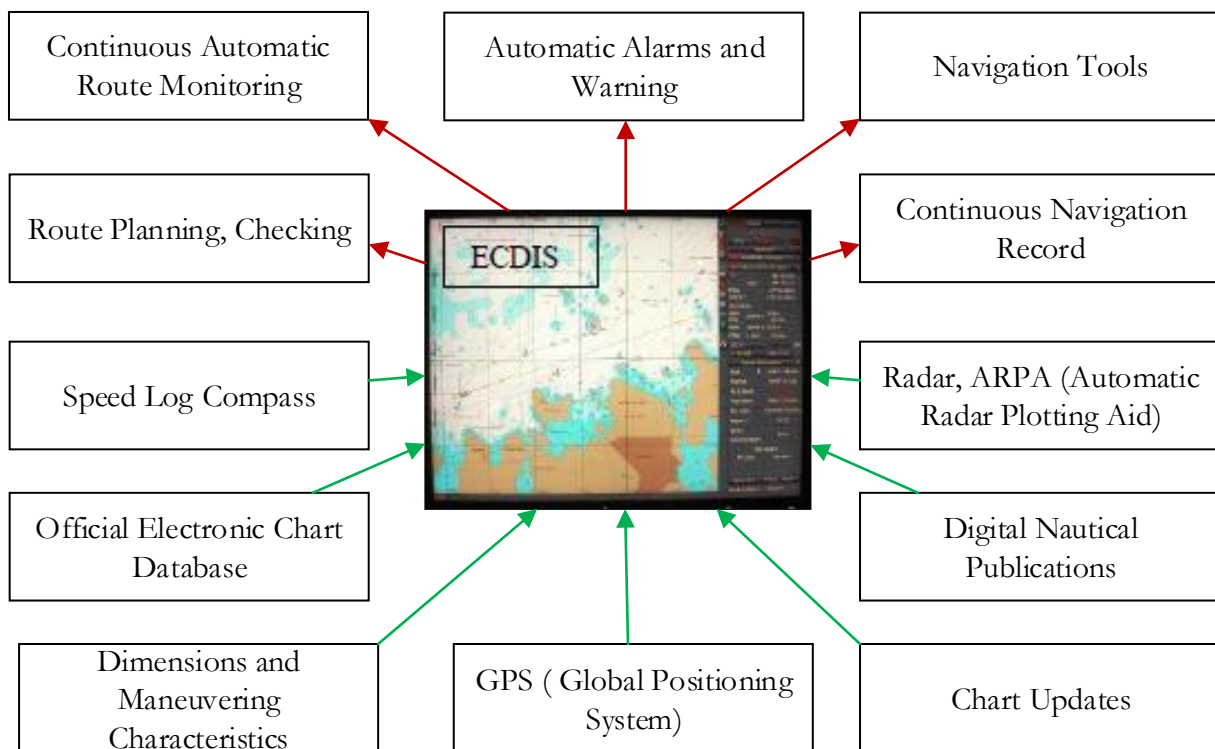 Continuous Automatic
Route Monitoring
Automatic Alarms and
Warning
Navigation Tools
Route Planning, Checking
ECDIS
Continuous Navigation
Record
Speed Log Compass
Radar, ARPA (Automatic
Radar Plotting Aid)
Official Electronic Chart
Database
Digital Nautical
Publications
Dimensions and
Maneuvering
Characteristics
GPS ( Global Positioning
System)
Chart Updates